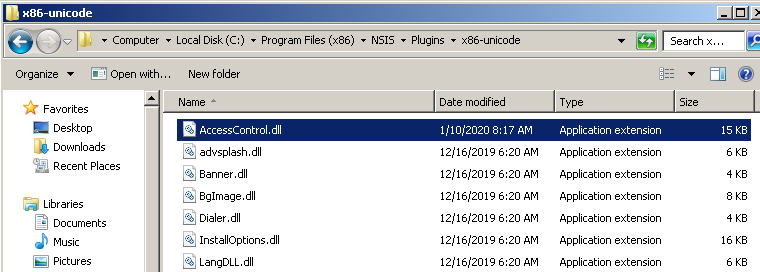 x86-unicode
Computer Local Disk (C:) Program Files (x86) NSIS Plugins x86-unicode Search x...
Organize Open with... New folder
Favorites
Desktop
Downloads
Recent Places
Libraries
Documents
Music
Pictures
Name Date modified Type Size
AccessControl.dll 1/10/2020 8:17 AM Application extension 15 KB
advsplash.dll 12/16/2019 6:20 AM Application extension 6 KB
Banner.dll 12/16/2019 6:20 AM Application extension 4 KB
BgImage.dll 12/16/2019 6:20 AM Application extension 8 KB
Dialer.dll 12/16/2019 6:20 AM Application extension 4 KB
InstallOptions.dll 12/16/2019 6:20 AM Application extension 16 KB
LangDLL.dll 12/16/2019 6:20 AM Application extension 6 KB